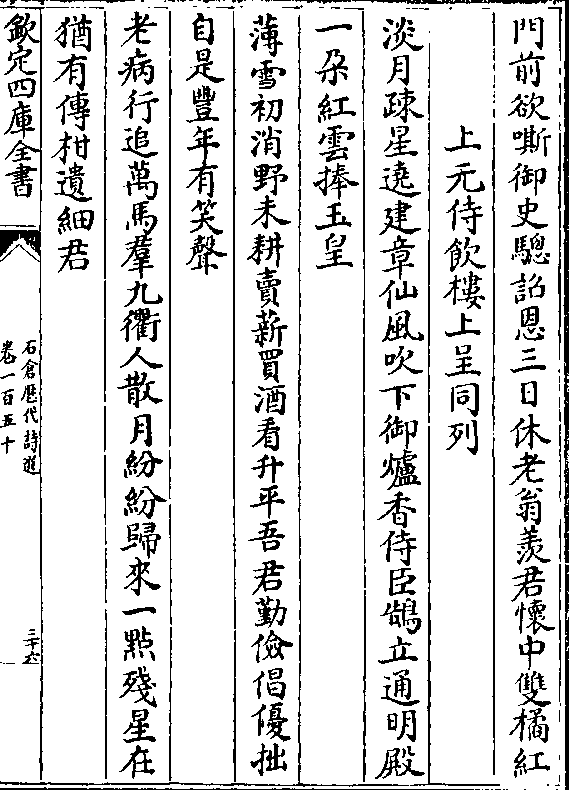 門前欲嘶御史驄詔恩三日休老翁羨君懷中雙橘紅
上元侍飲樓上呈同列
淡月疎星遶建章仙風吹下御爐香侍臣鵠立通明殿
一朶紅雲捧玉皇
薄雪初消野未耕賣薪買酒看升平吾君勤儉倡優拙
自是豐年有笑聲
老病行追萬馬羣九衢人散月紛紛歸來一點殘星在
猶有傳柑遺細君
欽定四庫全書
石倉歷代詩選
卷一百五十
三十六